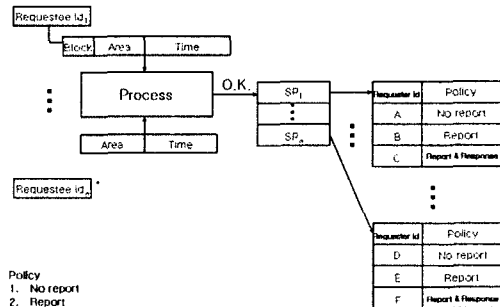 Requestee Id₁
Block Area Time
Process
O.K.
Area Time
SP₁
SPₙ
Requester Id Policy
A No report
B Report
C Report & Response
Requestee Idₙ
Requester Id Policy
D No report
E Report
F Report & Response
Policy
1. No report
2. Report